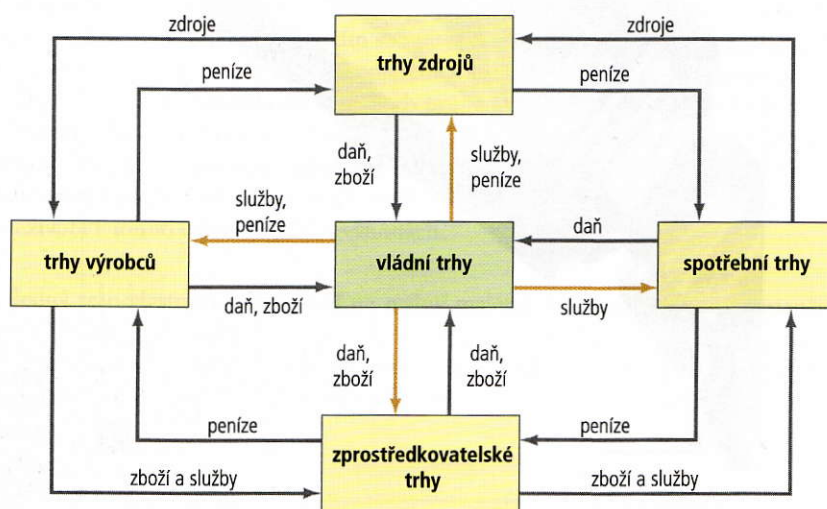 zdroje
trhy zdrojů
zdroje
peníze
peníze
daň,
zboží
služby,
peníze
služby,
peníze
daň
trhy výrobců
vládní trhy
spotřební trhy
daň, zboží
služby
daň,
zboží
daň,
zboží
peníze
peníze
zprostředkovatelské
trhy
zboží a služby
zboží a služby